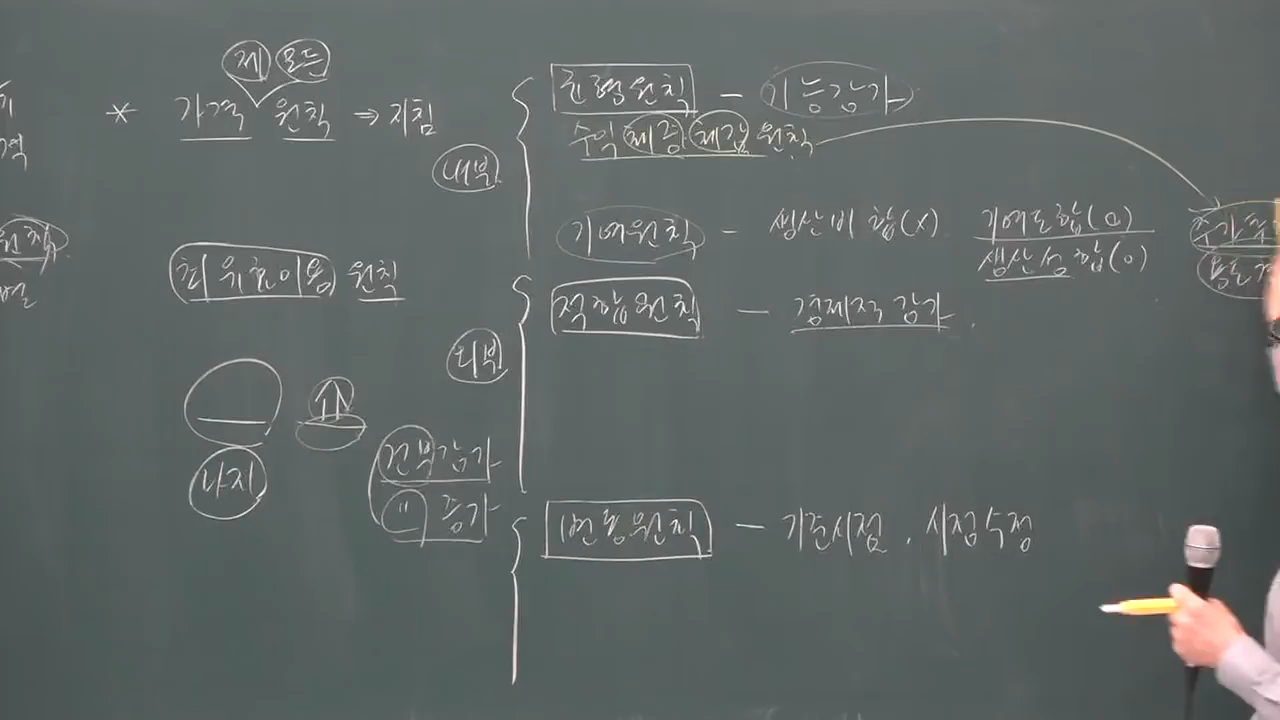 제 모든
* 가격 원칙 ⇒ 지침
최유효이용 원칙
나지
건부감가
〃 증가
내부
균형원칙 - 기능감가
수익체증 체감 원칙
기여원칙 - 생산비 합(x) 기여도 합(o)
생산성 합(o)
외부
적합원칙 - 경제적 감가.
변동원칙 - 기준시점. 시점수정